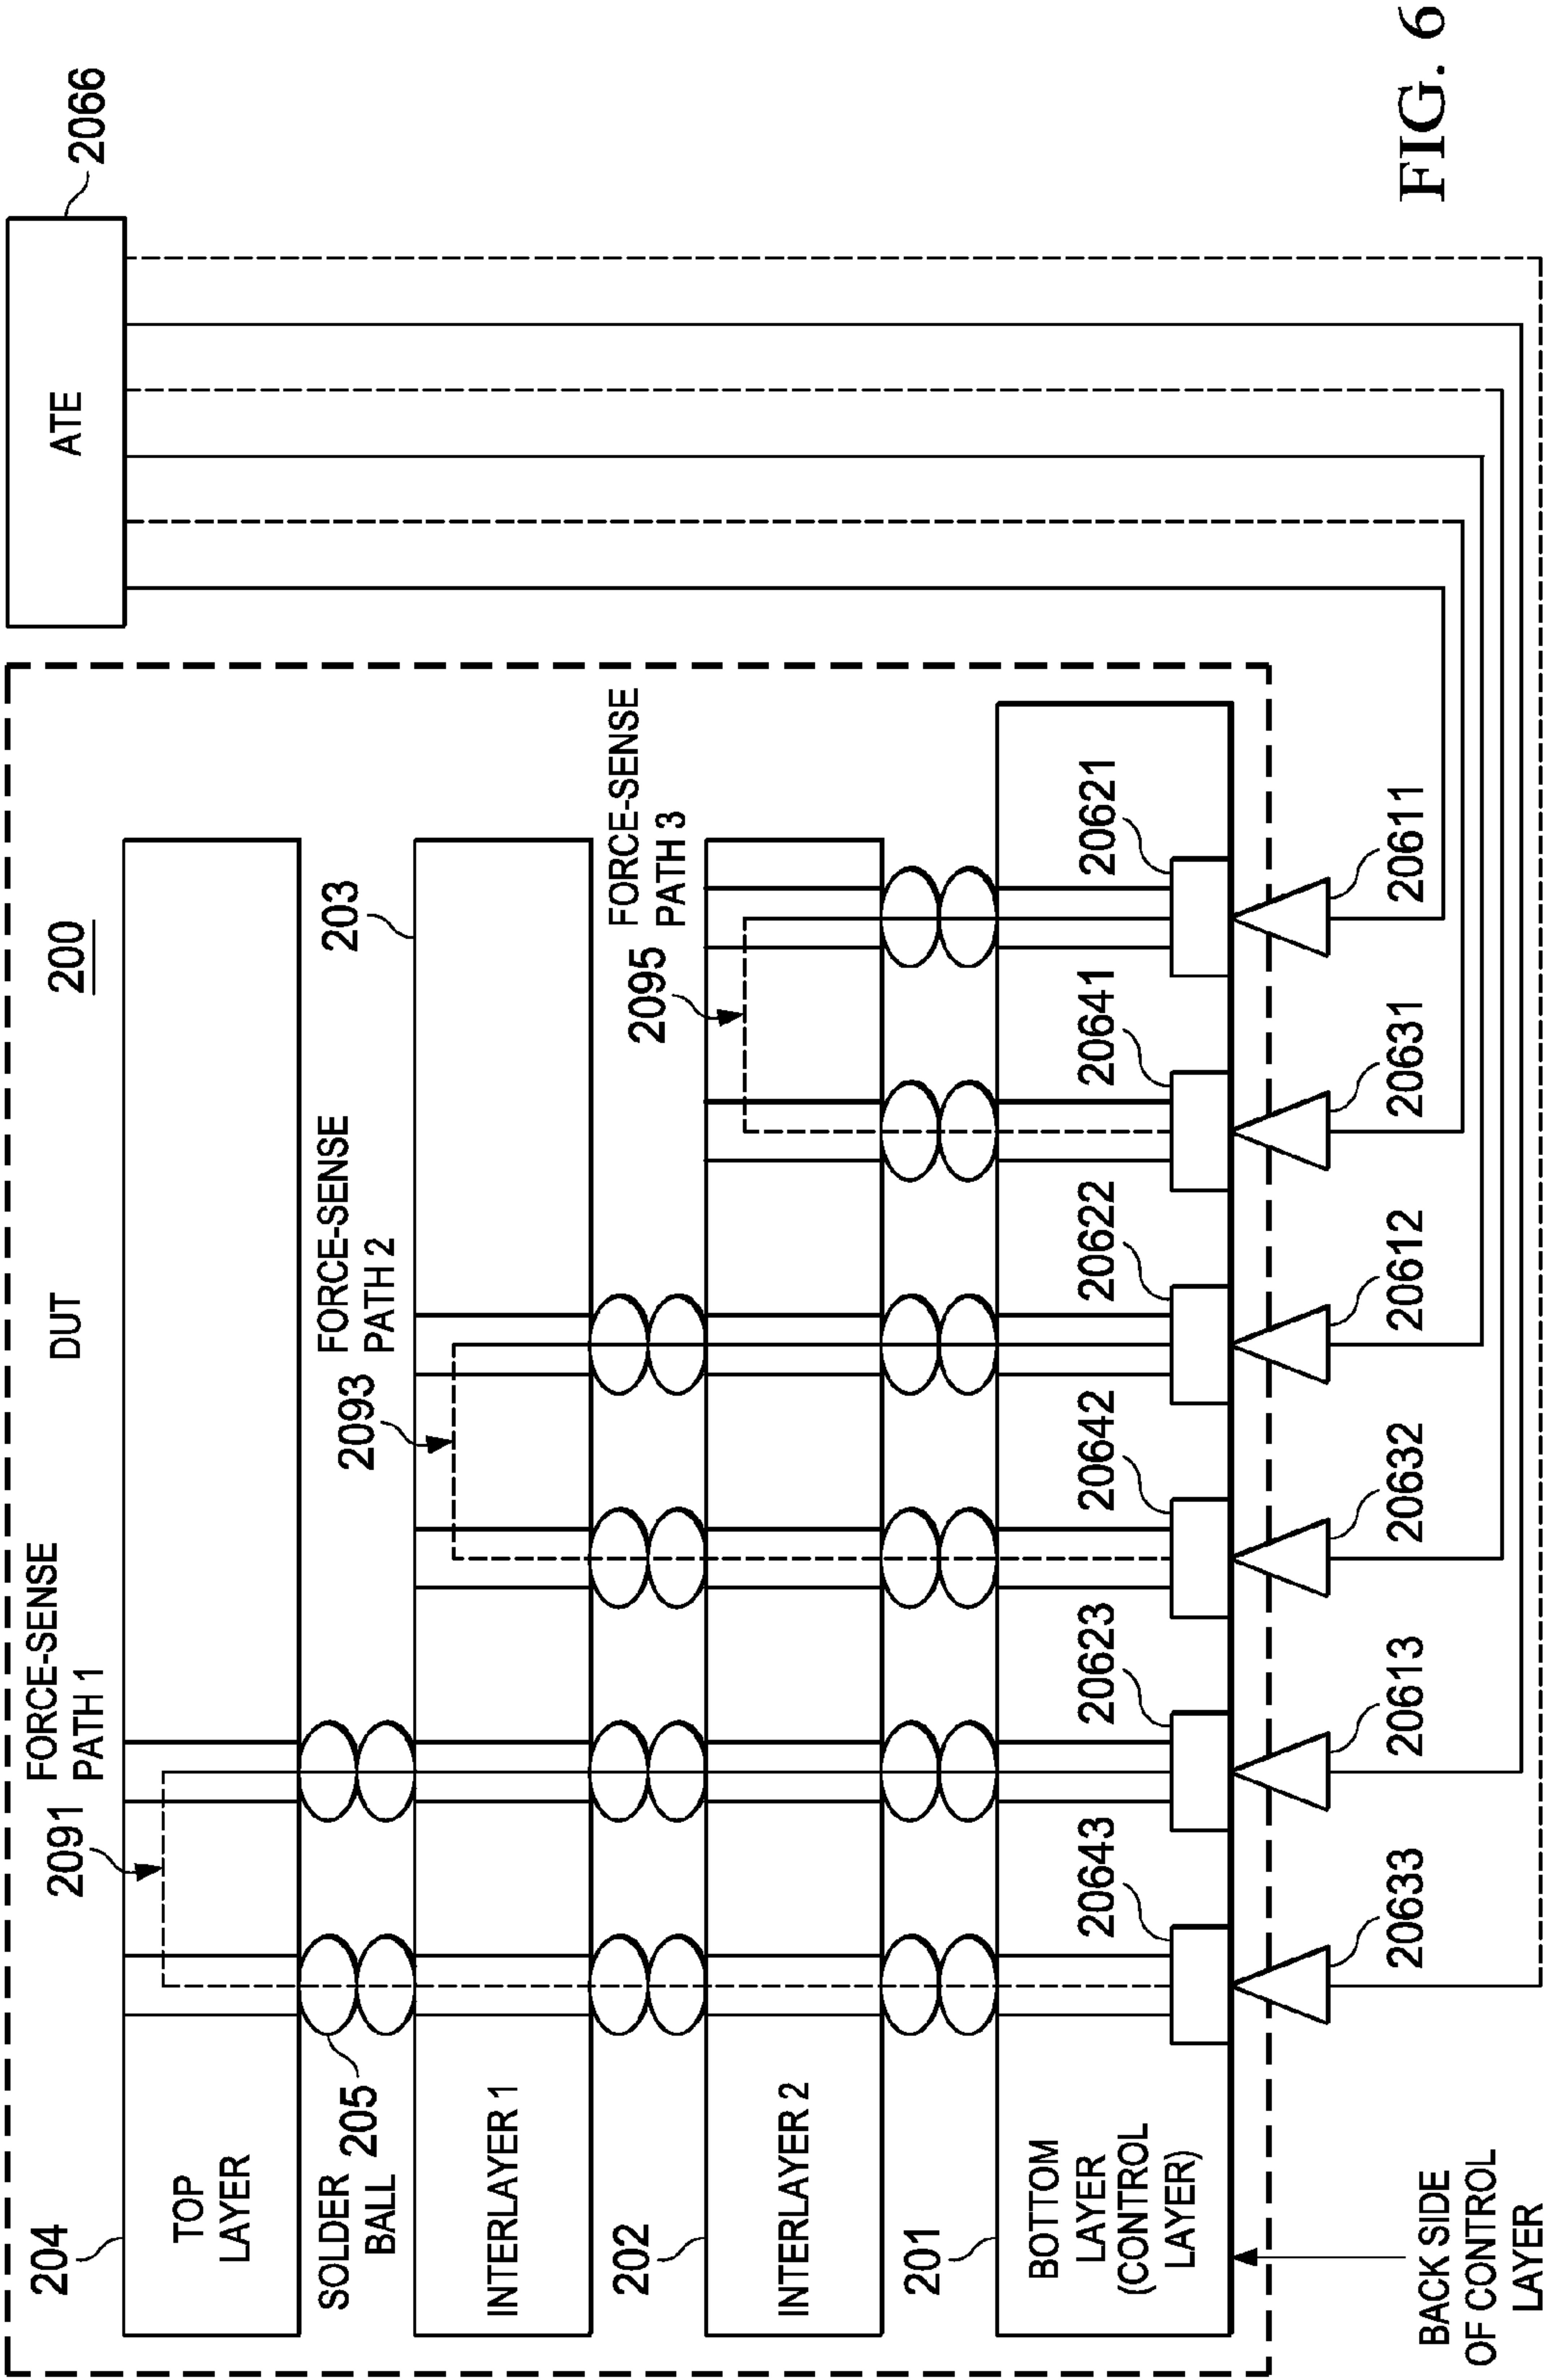 200
DUT
ATE
2066
FORCE-SENSE
PATH 1
2091
204
TOP
LAYER
SOLDER
BALL
205
FORCE-SENSE
PATH 2
2093
203
INTERLAYER 1
FORCE-SENSE
PATH 3
2095
202
INTERLAYER 2
201
BOTTOM
LAYER
(CONTROL
LAYER)
20643
20623
20642
20622
20641
20621
20633
20613
20632
20612
20631
20611
BACK SIDE
OF CONTROL
LAYER
FIG. 6